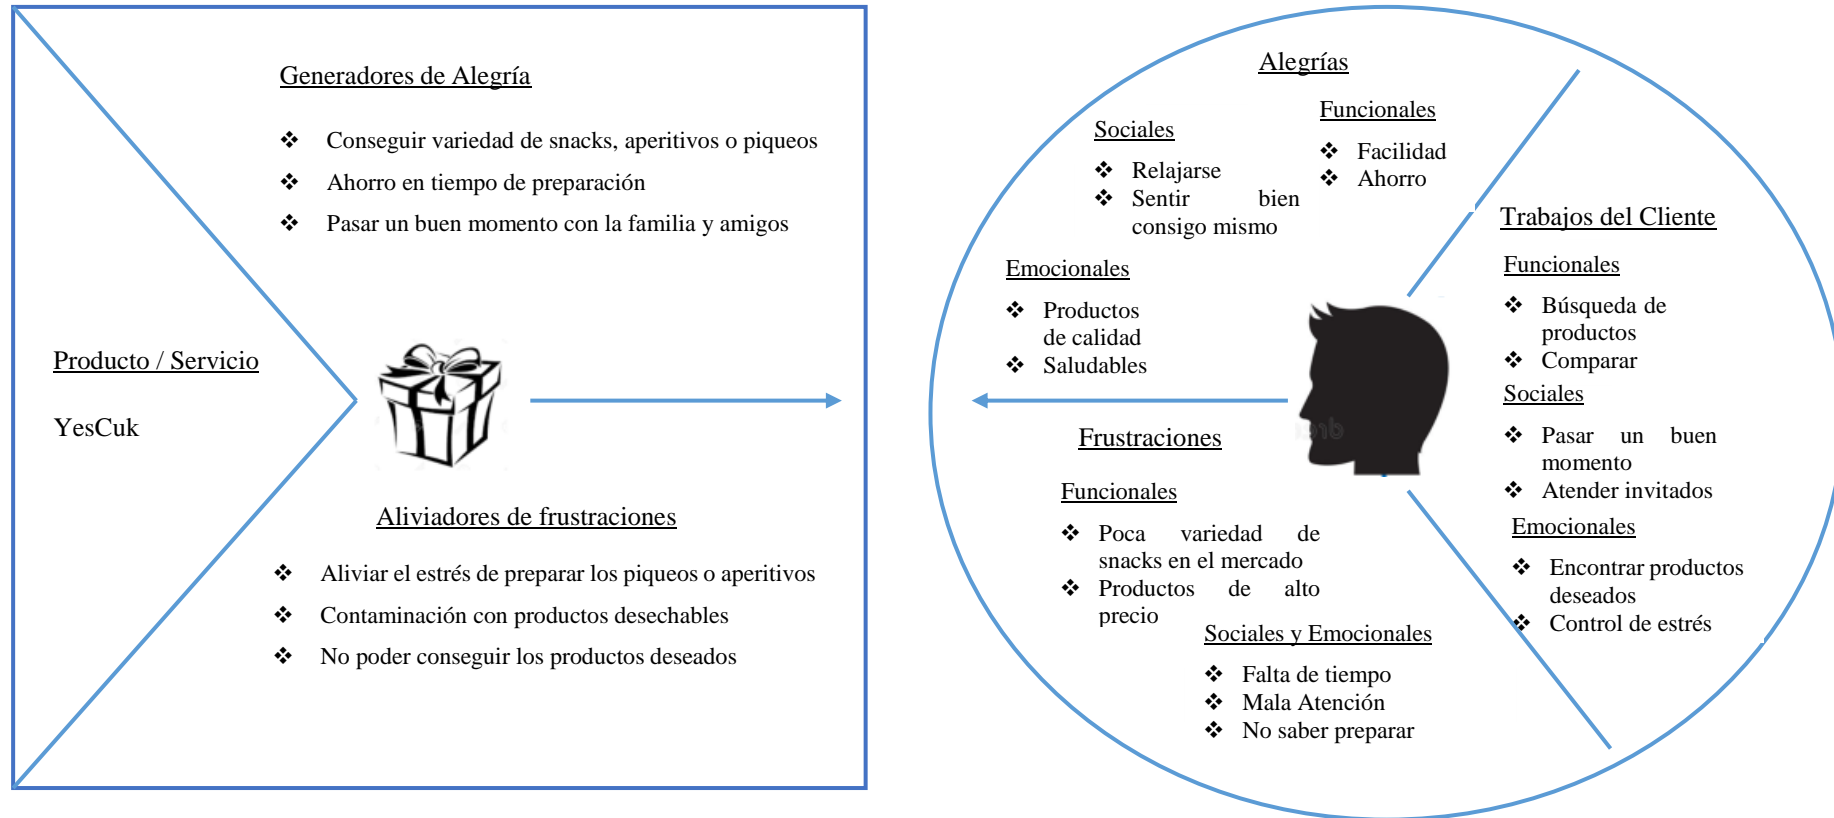 Generadores de Alegría
❖ Conseguir variedad de snacks, aperitivos o piqueos
❖ Ahorro en tiempo de preparación
❖ Pasar un buen momento con la familia y amigos
Producto / Servicio
YesCuk
Aliviadores de frustraciones
❖ Aliviar el estrés de preparar los piqueos o aperitivos
❖ Contaminación con productos desechables
❖ No poder conseguir los productos deseados
Alegrías
Funcionales
❖ Facilidad
❖ Ahorro
Sociales
❖ Relajarse
❖ Sentir bien
consigo mismo
Emocionales
❖ Productos
de calidad
❖ Saludables
Frustraciones
Funcionales
❖ Poca variedad de
snacks en el mercado
❖ Productos de alto
precio
Sociales y Emocionales
❖ Falta de tiempo
❖ Mala Atención
❖ No saber preparar
Trabajos del Cliente
Funcionales
❖ Búsqueda de
productos
❖ Comparar
Sociales
❖ Pasar un buen
momento
❖ Atender invitados
Emocionales
❖ Encontrar productos
deseados
❖ Control de estrés